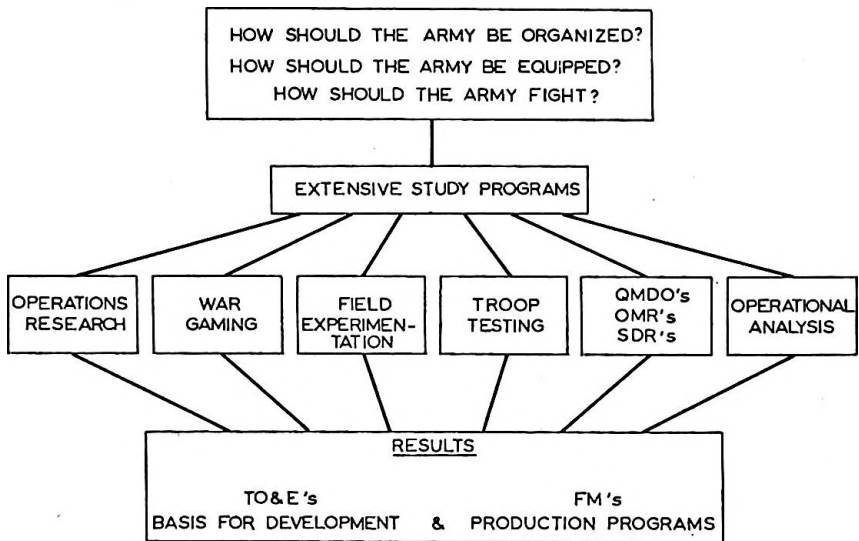 HOW SHOULD THE ARMY BE ORGANIZED?
HOW SHOULD THE ARMY BE EQUIPPED?
HOW SHOULD THE ARMY FIGHT?
EXTENSIVE STUDY PROGRAMS
OPERATIONS
RESEARCH
WAR
GAMING
FIELD
EXPERIMEN-
TATION
TROOP
TESTING
QMDO's
OMR's
SDR's
OPERATIONAL
ANALYSIS
RESULTS
TO&E's FM's
BASIS FOR DEVELOPMENT & PRODUCTION PROGRAMS